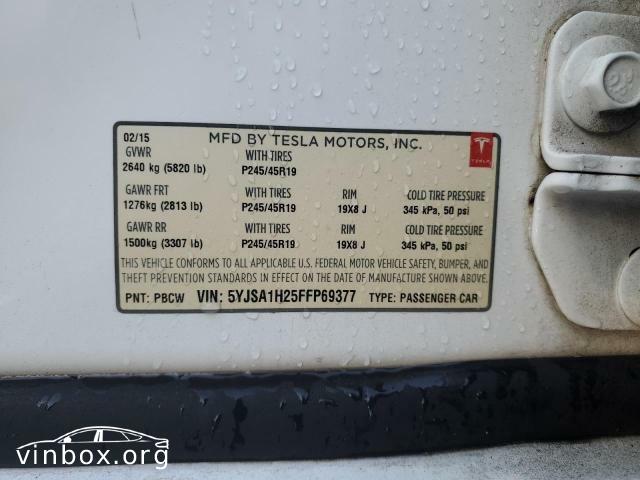 02/15 MFD BY TESLA MOTORS, INC.
TESLA
GVWR WITH TIRES
2640 kg (5820 lb) P245/45R19
GAWR FRT WITH TIRES RIM COLD TIRE PRESSURE
1276kg (2813 lb) P245/45R19 19X8 J 345 kPa, 50 psi
GAWR RR WITH TIRES RIM COLD TIRE PRESSURE
1500kg (3307 lb) P245/45R19 19X8 J 345 kPa, 50 psi
THIS VEHICLE CONFORMS TO ALL APPLICABLE U.S. FEDERAL MOTOR VEHICLE SAFETY, BUMPER, AND
THEFT PREVENTION STANDARDS IN EFFECT ON THE DATE OF MANUFACTURE SHOWN ABOVE.
PNT: PBCW VIN: 5YJSA1H25FFP69377 TYPE: PASSENGER CAR
vinbox.org